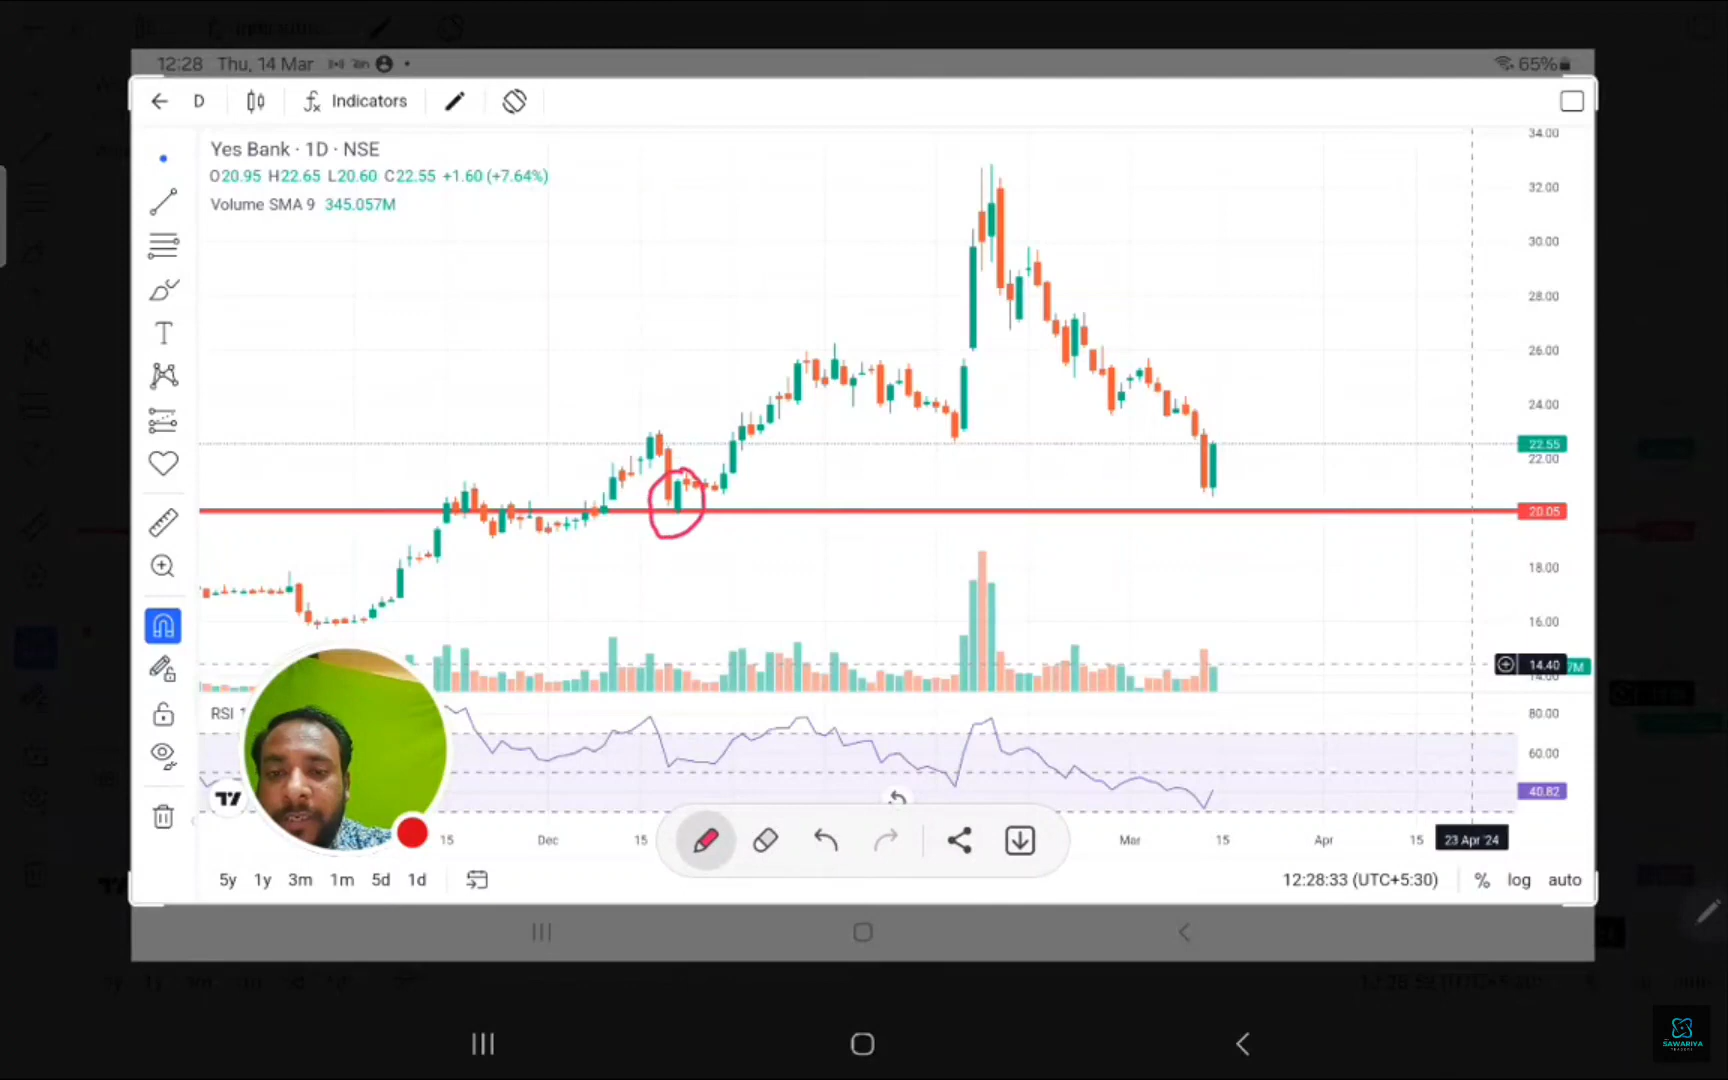 12:28 Thu, 14 Mar
65%
D Indicators
Yes Bank · 1D · NSE
O20.95 H22.65 L20.60 C22.55 +1.60 (+7.64%)
Volume SMA 9 345.057M
34.00
32.00
30.00
28.00
26.00
24.00
22.55
22.00
20.05
18.00
16.00
14.40 7M
14.00
RSI 1
80.00
60.00
40.82
15 Dec 15 Mar 15 Apr 15 23 Apr '24
5y 1y 3m 1m 5d 1d
12:28:33 (UTC+5:30) % log auto
SAWARIYA